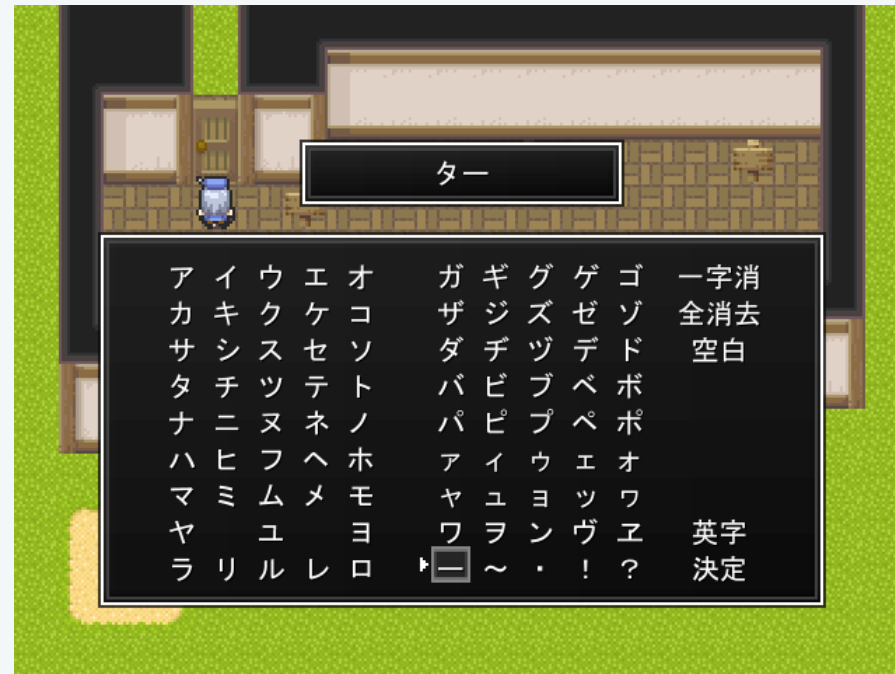 ター
ア イ ウ エ オ ガ ギ グ ゲ ゴ 一字消
カ キ ク ケ コ ザ ジ ズ ゼ ゾ 全消去
サ シ ス セ ソ ダ ヂ ヅ デ ド 空白
タ チ ツ テ ト バ ビ ブ ベ ボ
ナ ニ ヌ ネ ノ パ ピ プ ペ ポ
ハ ヒ フ ヘ ホ ァ ィ ゥ ェ ォ
マ ミ ム メ モ ャ ュ ョ ッ ヮ
ヤ ユ ヨ ワ ヲ ン ヴ ヱ 英字
ラ リ ル レ ロ ー ～ ・ ! ? 決定